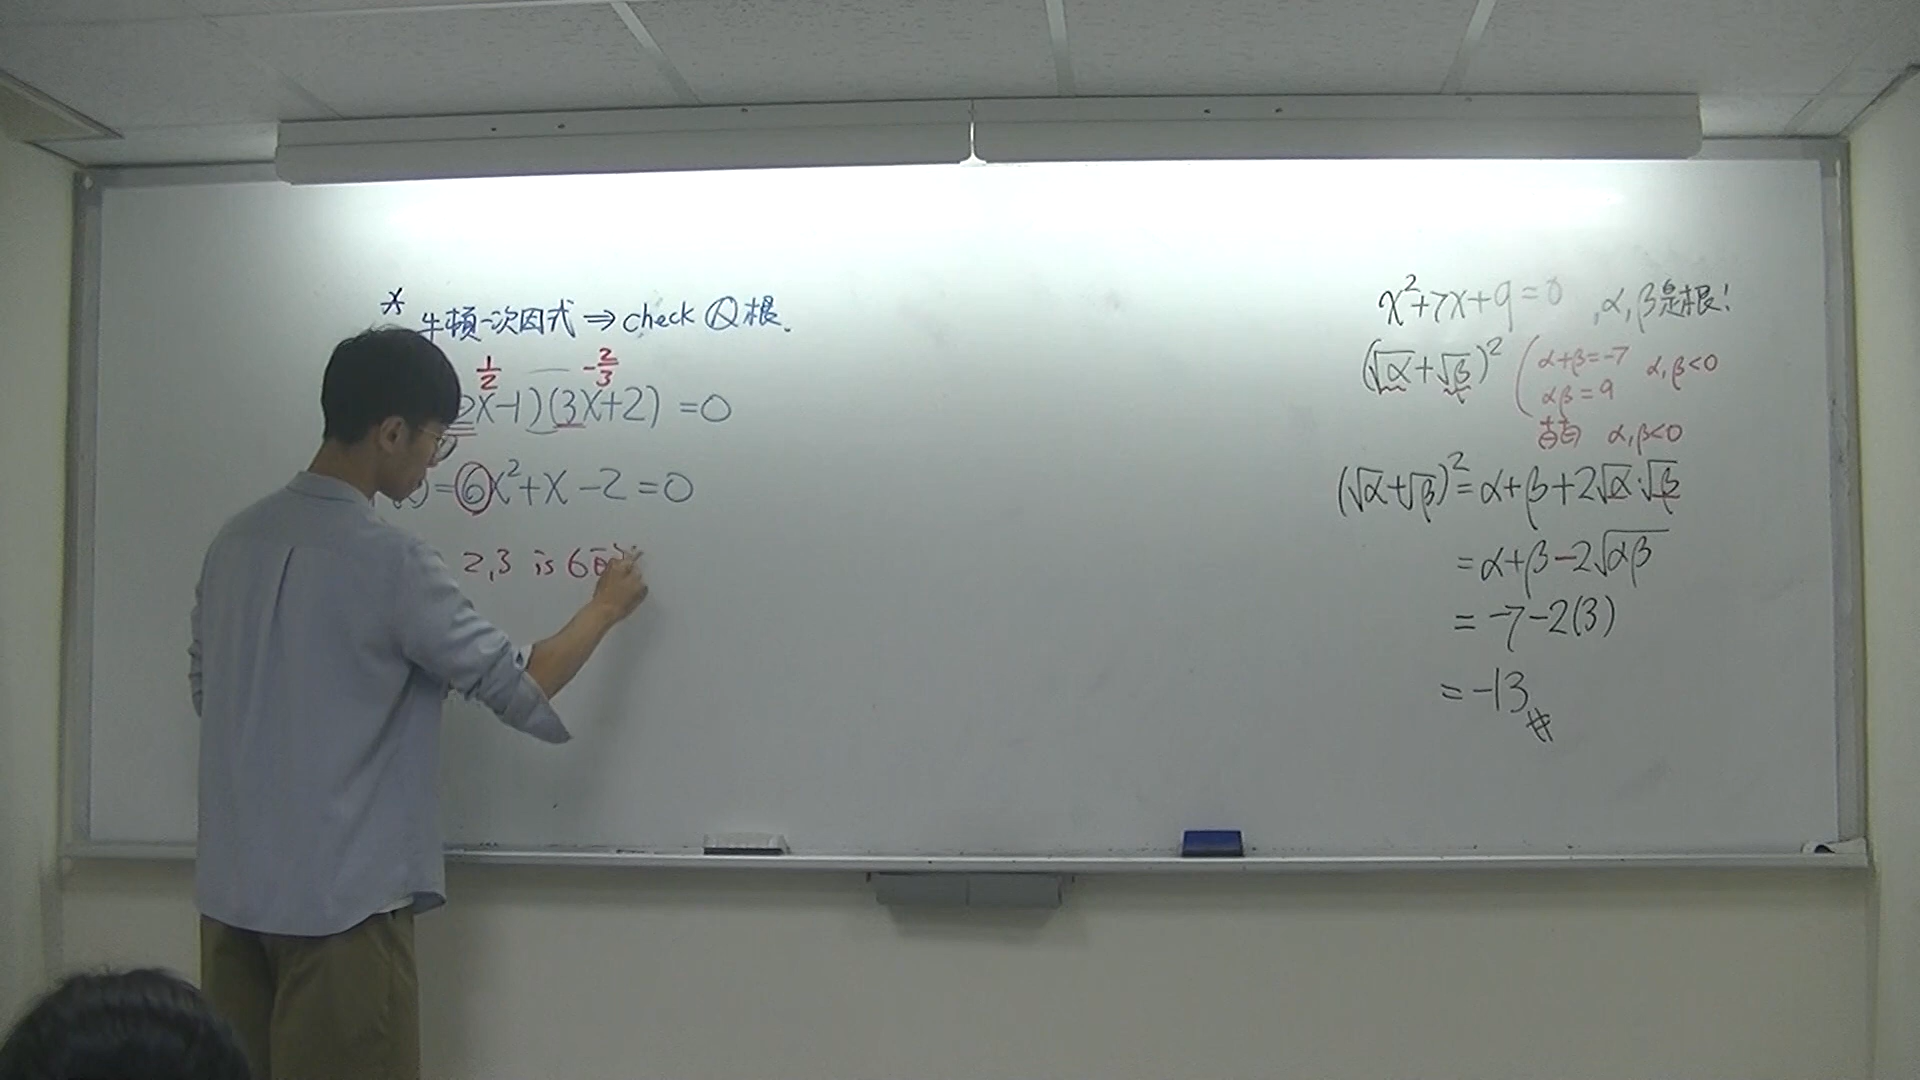 * 牛頓一次因式 ⇒ check Q根.
1/2 -2/3
2x-1)(3x+2) = 0
)=6x²+x-2=0
2,3 is 6的
x²+7x+9=0 , α,β是根!
(√α+√β)² ( α+β=-7 α,β<0
αβ=9
α,β<0
(√α+√β)²=α+β+2√α·√β
=α+β-2√αβ
= -7-2(3)
= -13 #